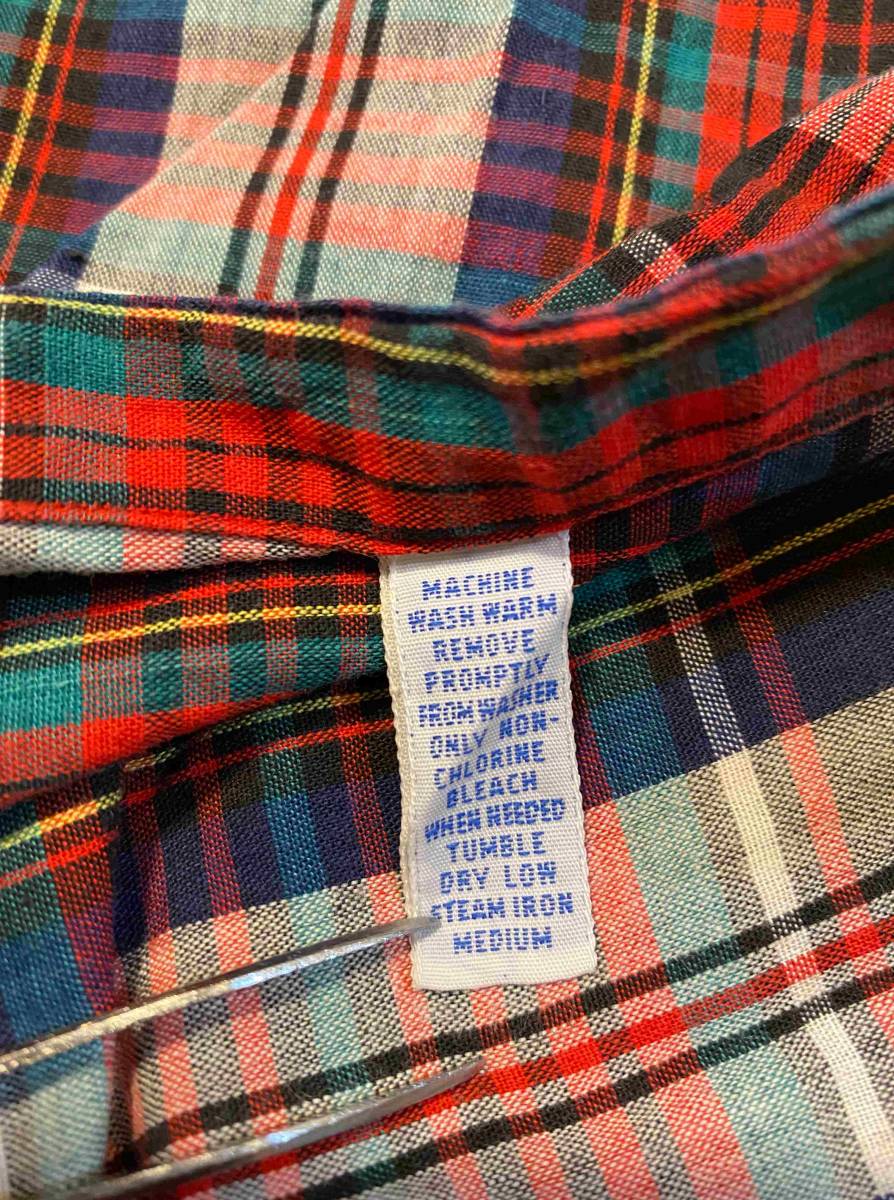 MACHINE
WASH WARM
REMOVE
PROMPTLY
FROM WASHER
ONLY NON-
CHLORINE
BLEACH
WHEN NEEDED
TUMBLE
DRY LOW
STEAM IRON
MEDIUM